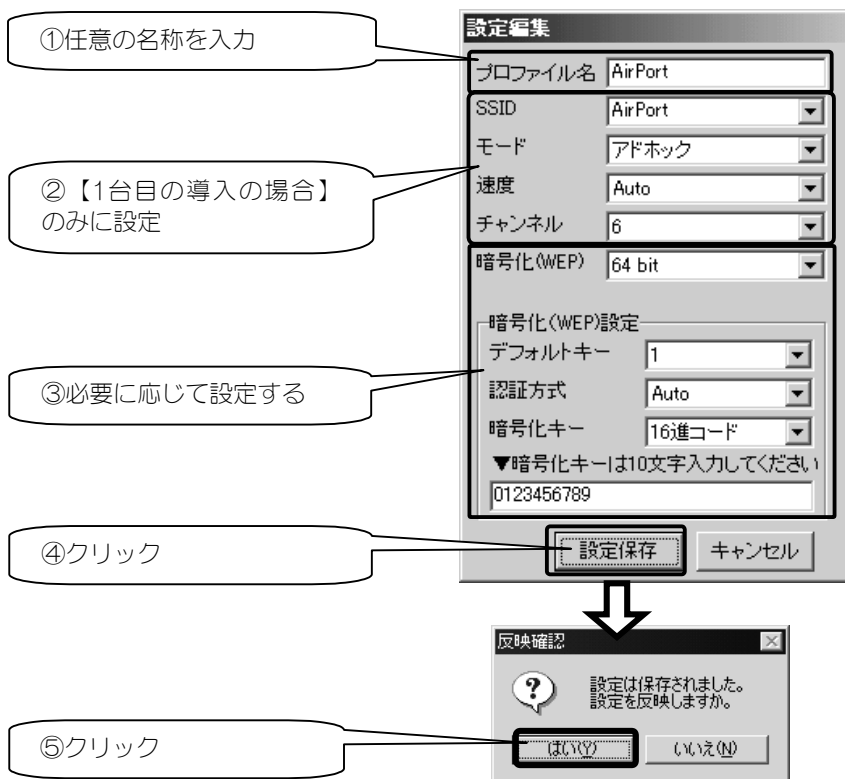 ①任意の名称を入力
②【1台目の導入の場合】
のみに設定
③必要に応じて設定する
④クリック
⑤クリック
設定編集
プロファイル名 AirPort
SSID AirPort
モード アドホック
速度 Auto
チャンネル 6
暗号化(WEP) 64 bit
暗号化(WEP)設定
デフォルトキー 1
認証方式 Auto
暗号化キー 16進コード
▼暗号化キーは10文字入力してください
0123456789
設定保存 キャンセル
反映確認
設定は保存されました。
設定を反映しますか。
はい(Y) いいえ(N)